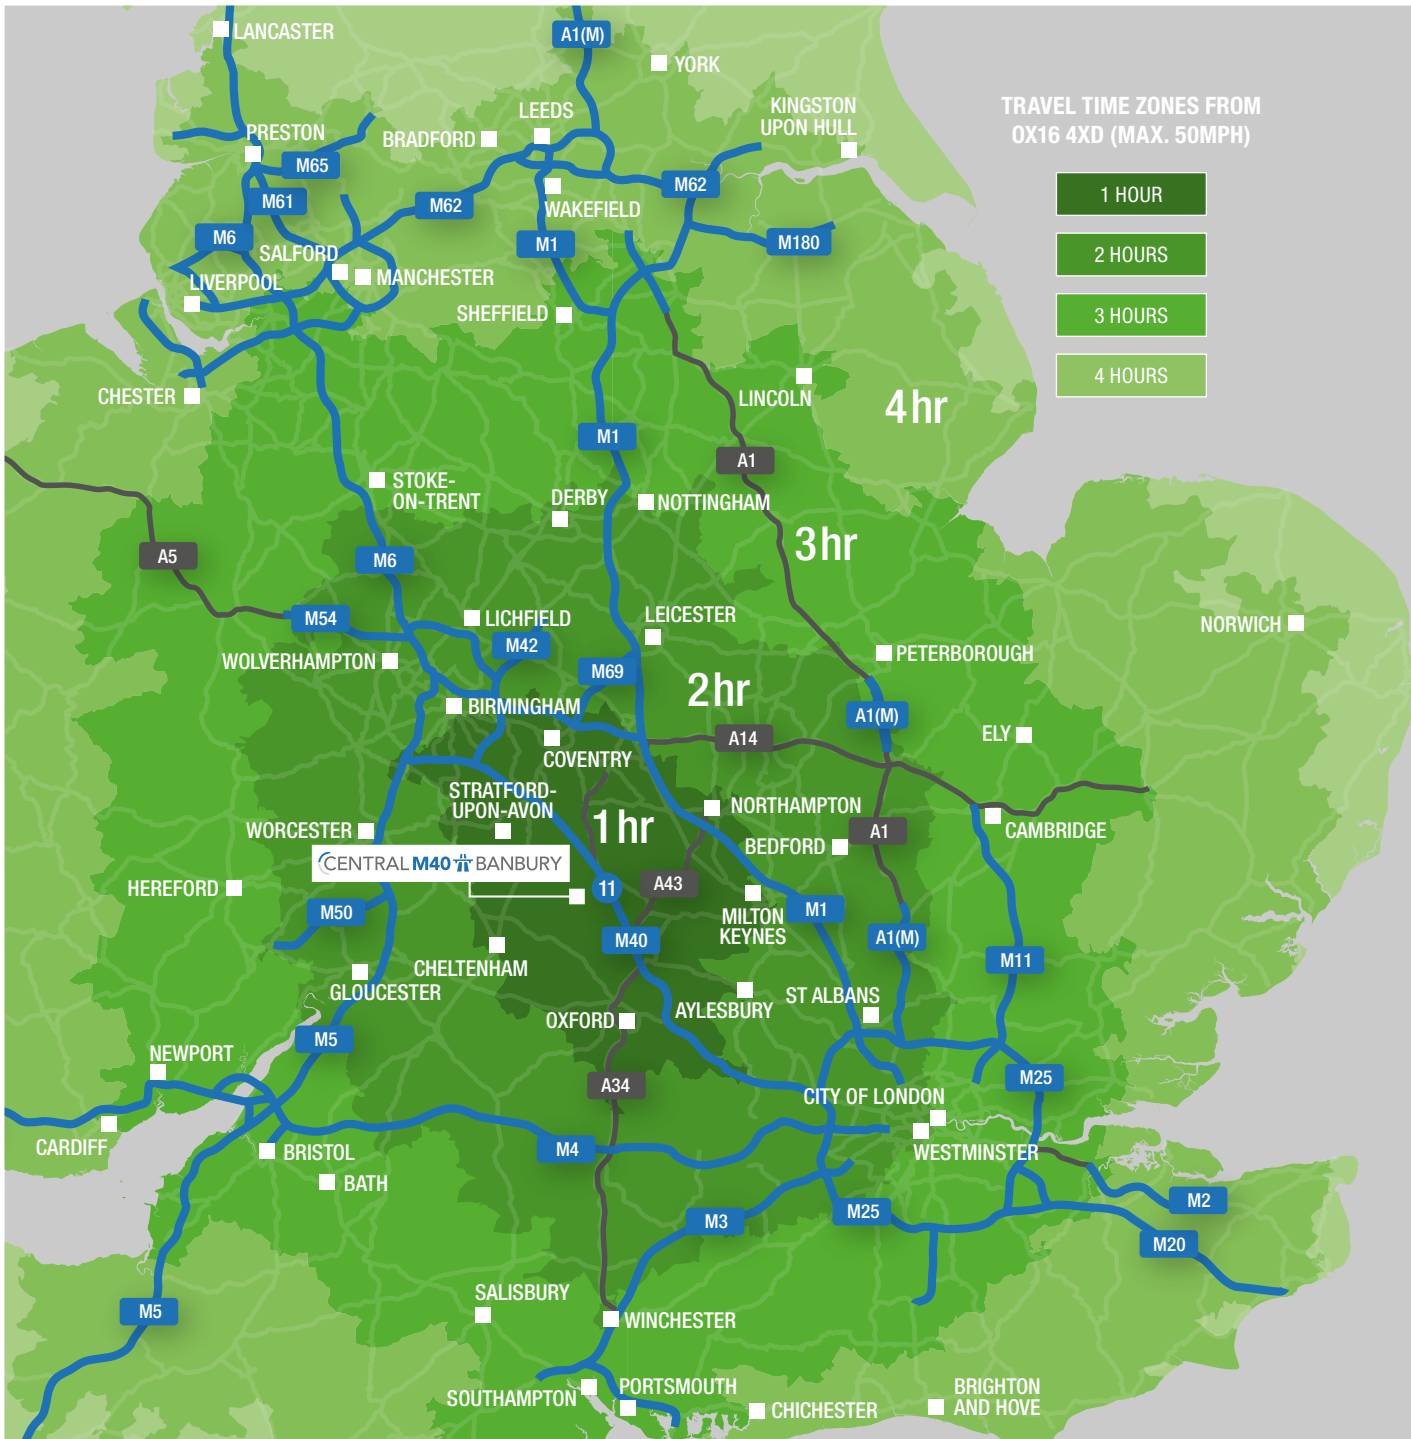 LANCASTER
A1(M)
YORK
TRAVEL TIME ZONES FROM
OX16 4XD (MAX. 50MPH)
1 HOUR
2 HOURS
3 HOURS
4 HOURS
LEEDS
KINGSTON
UPON HULL
PRESTON
BRADFORD
M65
M61
M62
M62
WAKEFIELD
M6
M1
M180
SALFORD
MANCHESTER
LIVERPOOL
SHEFFIELD
CHESTER
LINCOLN
4hr
M1
A1
STOKE-
ON-TRENT
DERBY
NOTTINGHAM
3hr
A5
M6
M54
LICHFIELD
LEICESTER
NORWICH
M42
WOLVERHAMPTON
M69
PETERBOROUGH
2hr
BIRMINGHAM
A1(M)
A14
ELY
COVENTRY
STRATFORD-
UPON-AVON
NORTHAMPTON
1hr
WORCESTER
A1
CAMBRIDGE
BEDFORD
CENTRAL M40 BANBURY
HEREFORD
11
A43
M50
MILTON
KEYNES
M1
M40
A1(M)
CHELTENHAM
M11
GLOUCESTER
AYLESBURY
ST ALBANS
OXFORD
M5
NEWPORT
A34
M25
CITY OF LONDON
CARDIFF
BRISTOL
M4
WESTMINSTER
BATH
M2
M3
M25
M20
SALISBURY
M5
WINCHESTER
SOUTHAMPTON
PORTSMOUTH
CHICHESTER
BRIGHTON
AND HOVE